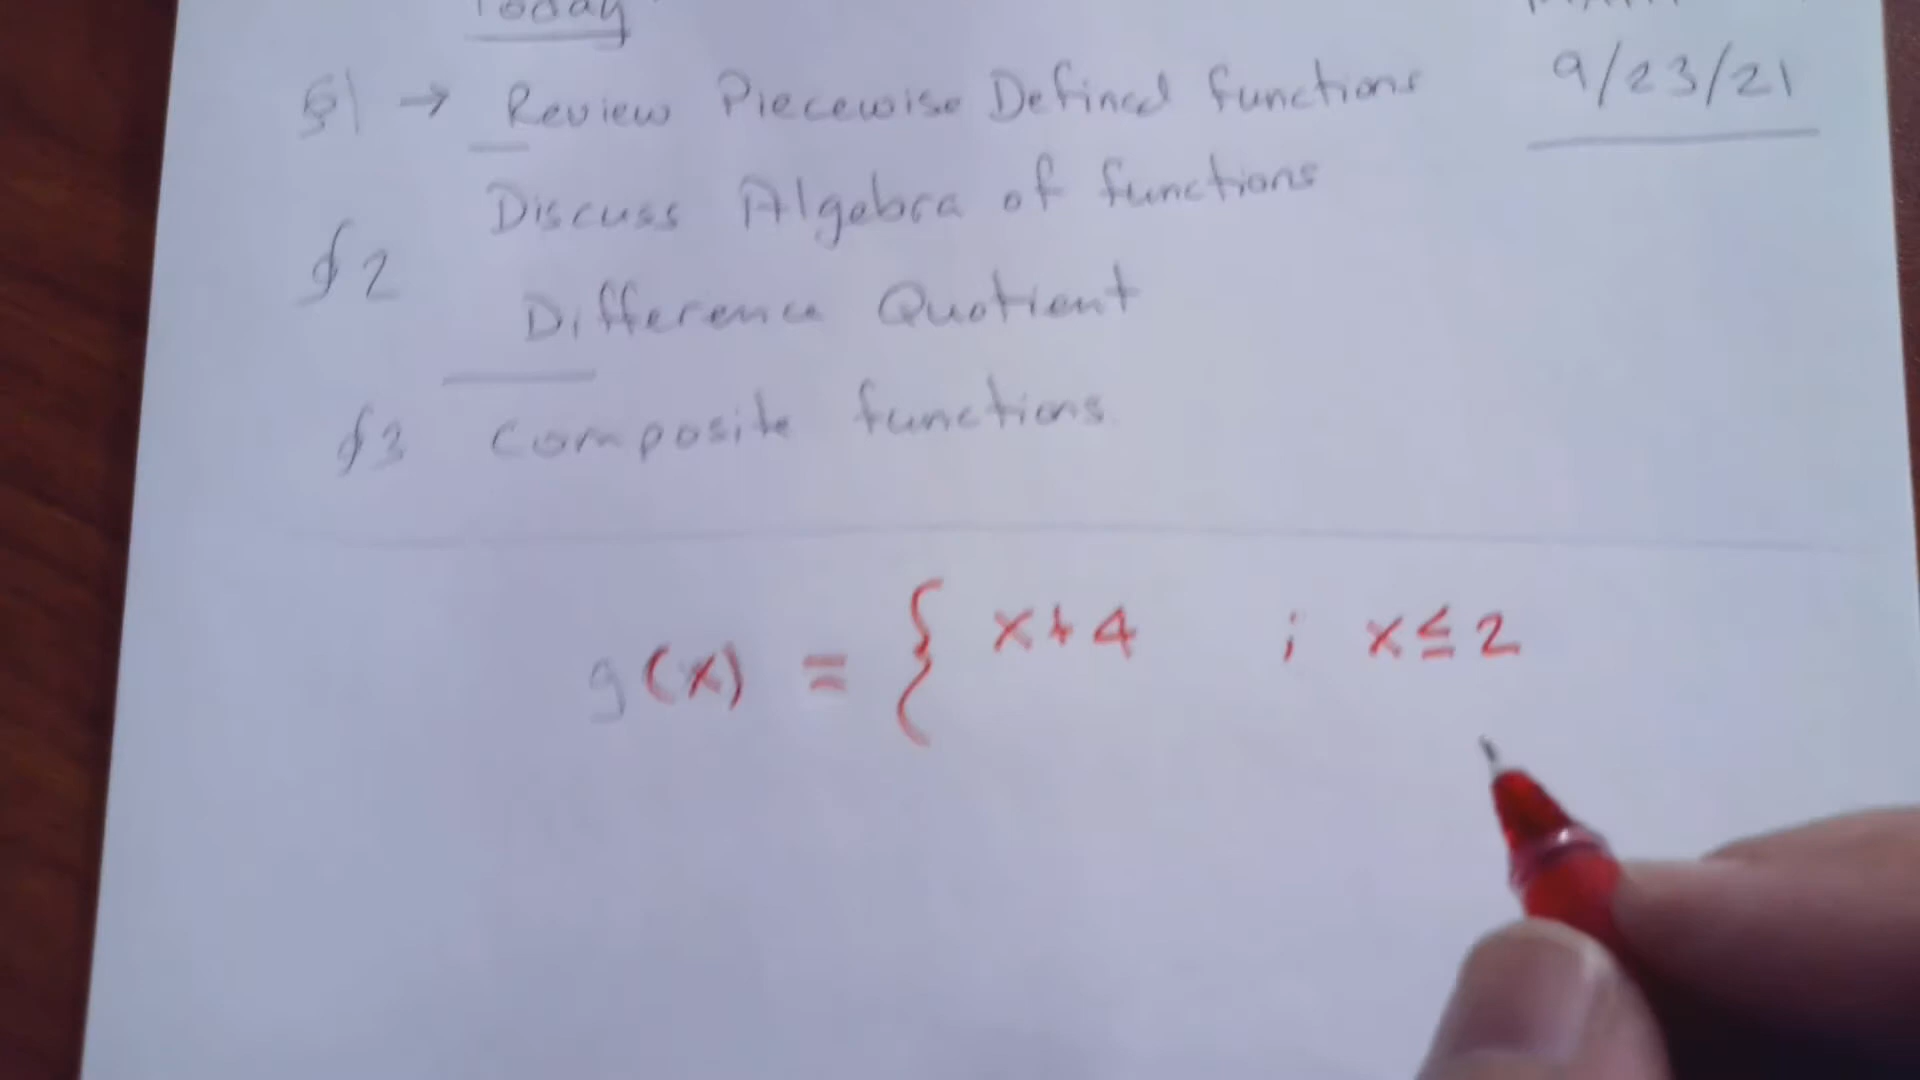 Today
§1 → Review Piecewise Defined functions
9/23/21
Discuss Algebra of functions
§2
Difference Quotient
§3 Composite functions
g(x) = { x+4 ; x≤2